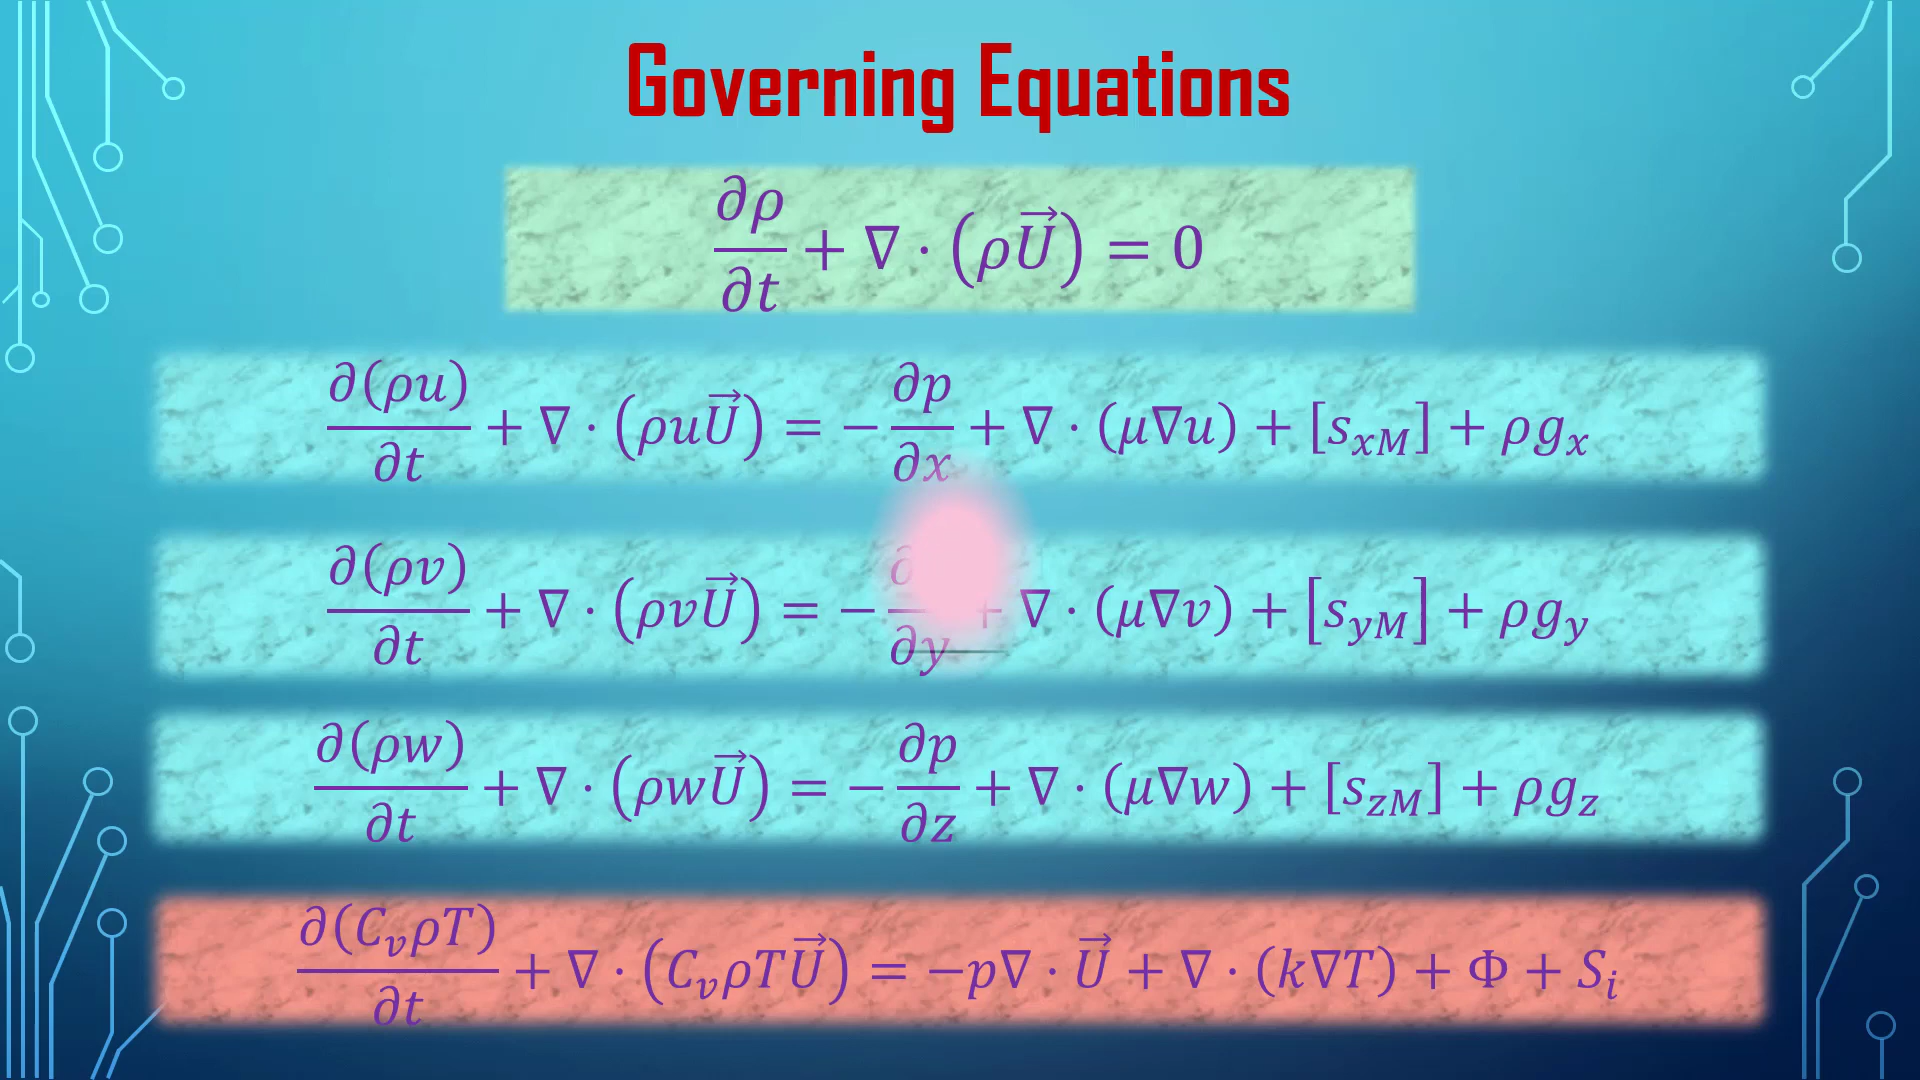 Governing Equations
∂ρ/∂t + ∇ · (ρU⃗) = 0
∂(ρu)/∂t + ∇ · (ρuU⃗) = −∂p/∂x + ∇ · (μ∇u) + [s_xM] + ρg_x
∂(ρv)/∂t + ∇ · (ρvU⃗) = −∂ /∂y + ∇ · (μ∇v) + [s_yM] + ρg_y
∂(ρw)/∂t + ∇ · (ρwU⃗) = −∂p/∂z + ∇ · (μ∇w) + [s_zM] + ρg_z
∂(C_vρT)/∂t + ∇ · (C_vρTU⃗) = −p∇ · U⃗ + ∇ · (k∇T) + Φ + S_i